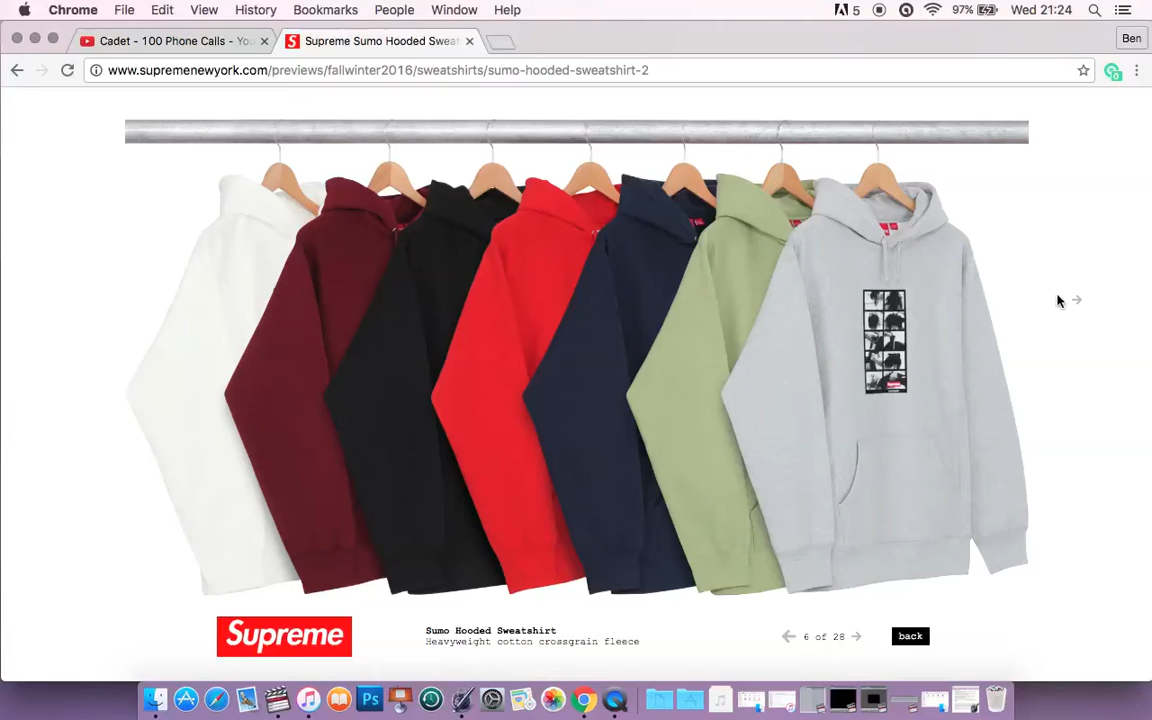 Chrome File Edit View History Bookmarks People Window Help 5 97% Wed 21:24
Cadet - 100 Phone Calls - You Supreme Sumo Hooded Sweat Ben
www.supremenewyork.com/previews/fallwinter2016/sweatshirts/sumo-hooded-sweatshirt-2
Supreme
Sumo Hooded Sweatshirt
Heavyweight cotton crossgrain fleece
6 of 28
back
Ps